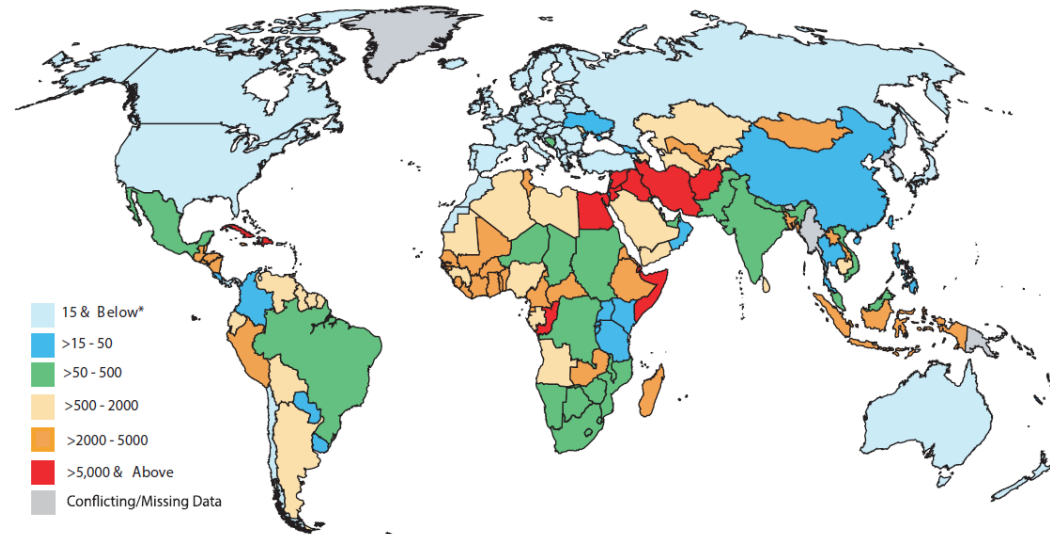 15 & Below*
>15 - 50
>50 - 500
>500 - 2000
>2000 - 5000
>5,000 & Above
Conflicting/Missing Data